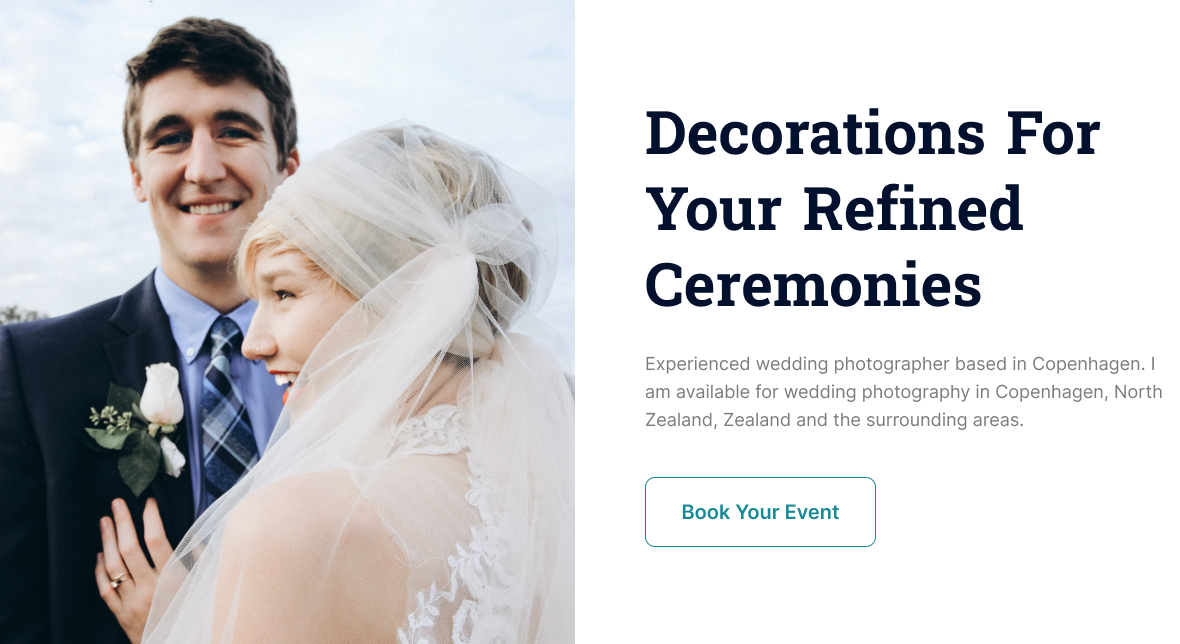 Decorations For
Your Refined
Ceremonies
Experienced wedding photographer based in Copenhagen. I
am available for wedding photography in Copenhagen, North
Zealand, Zealand and the surrounding areas.
Book Your Event